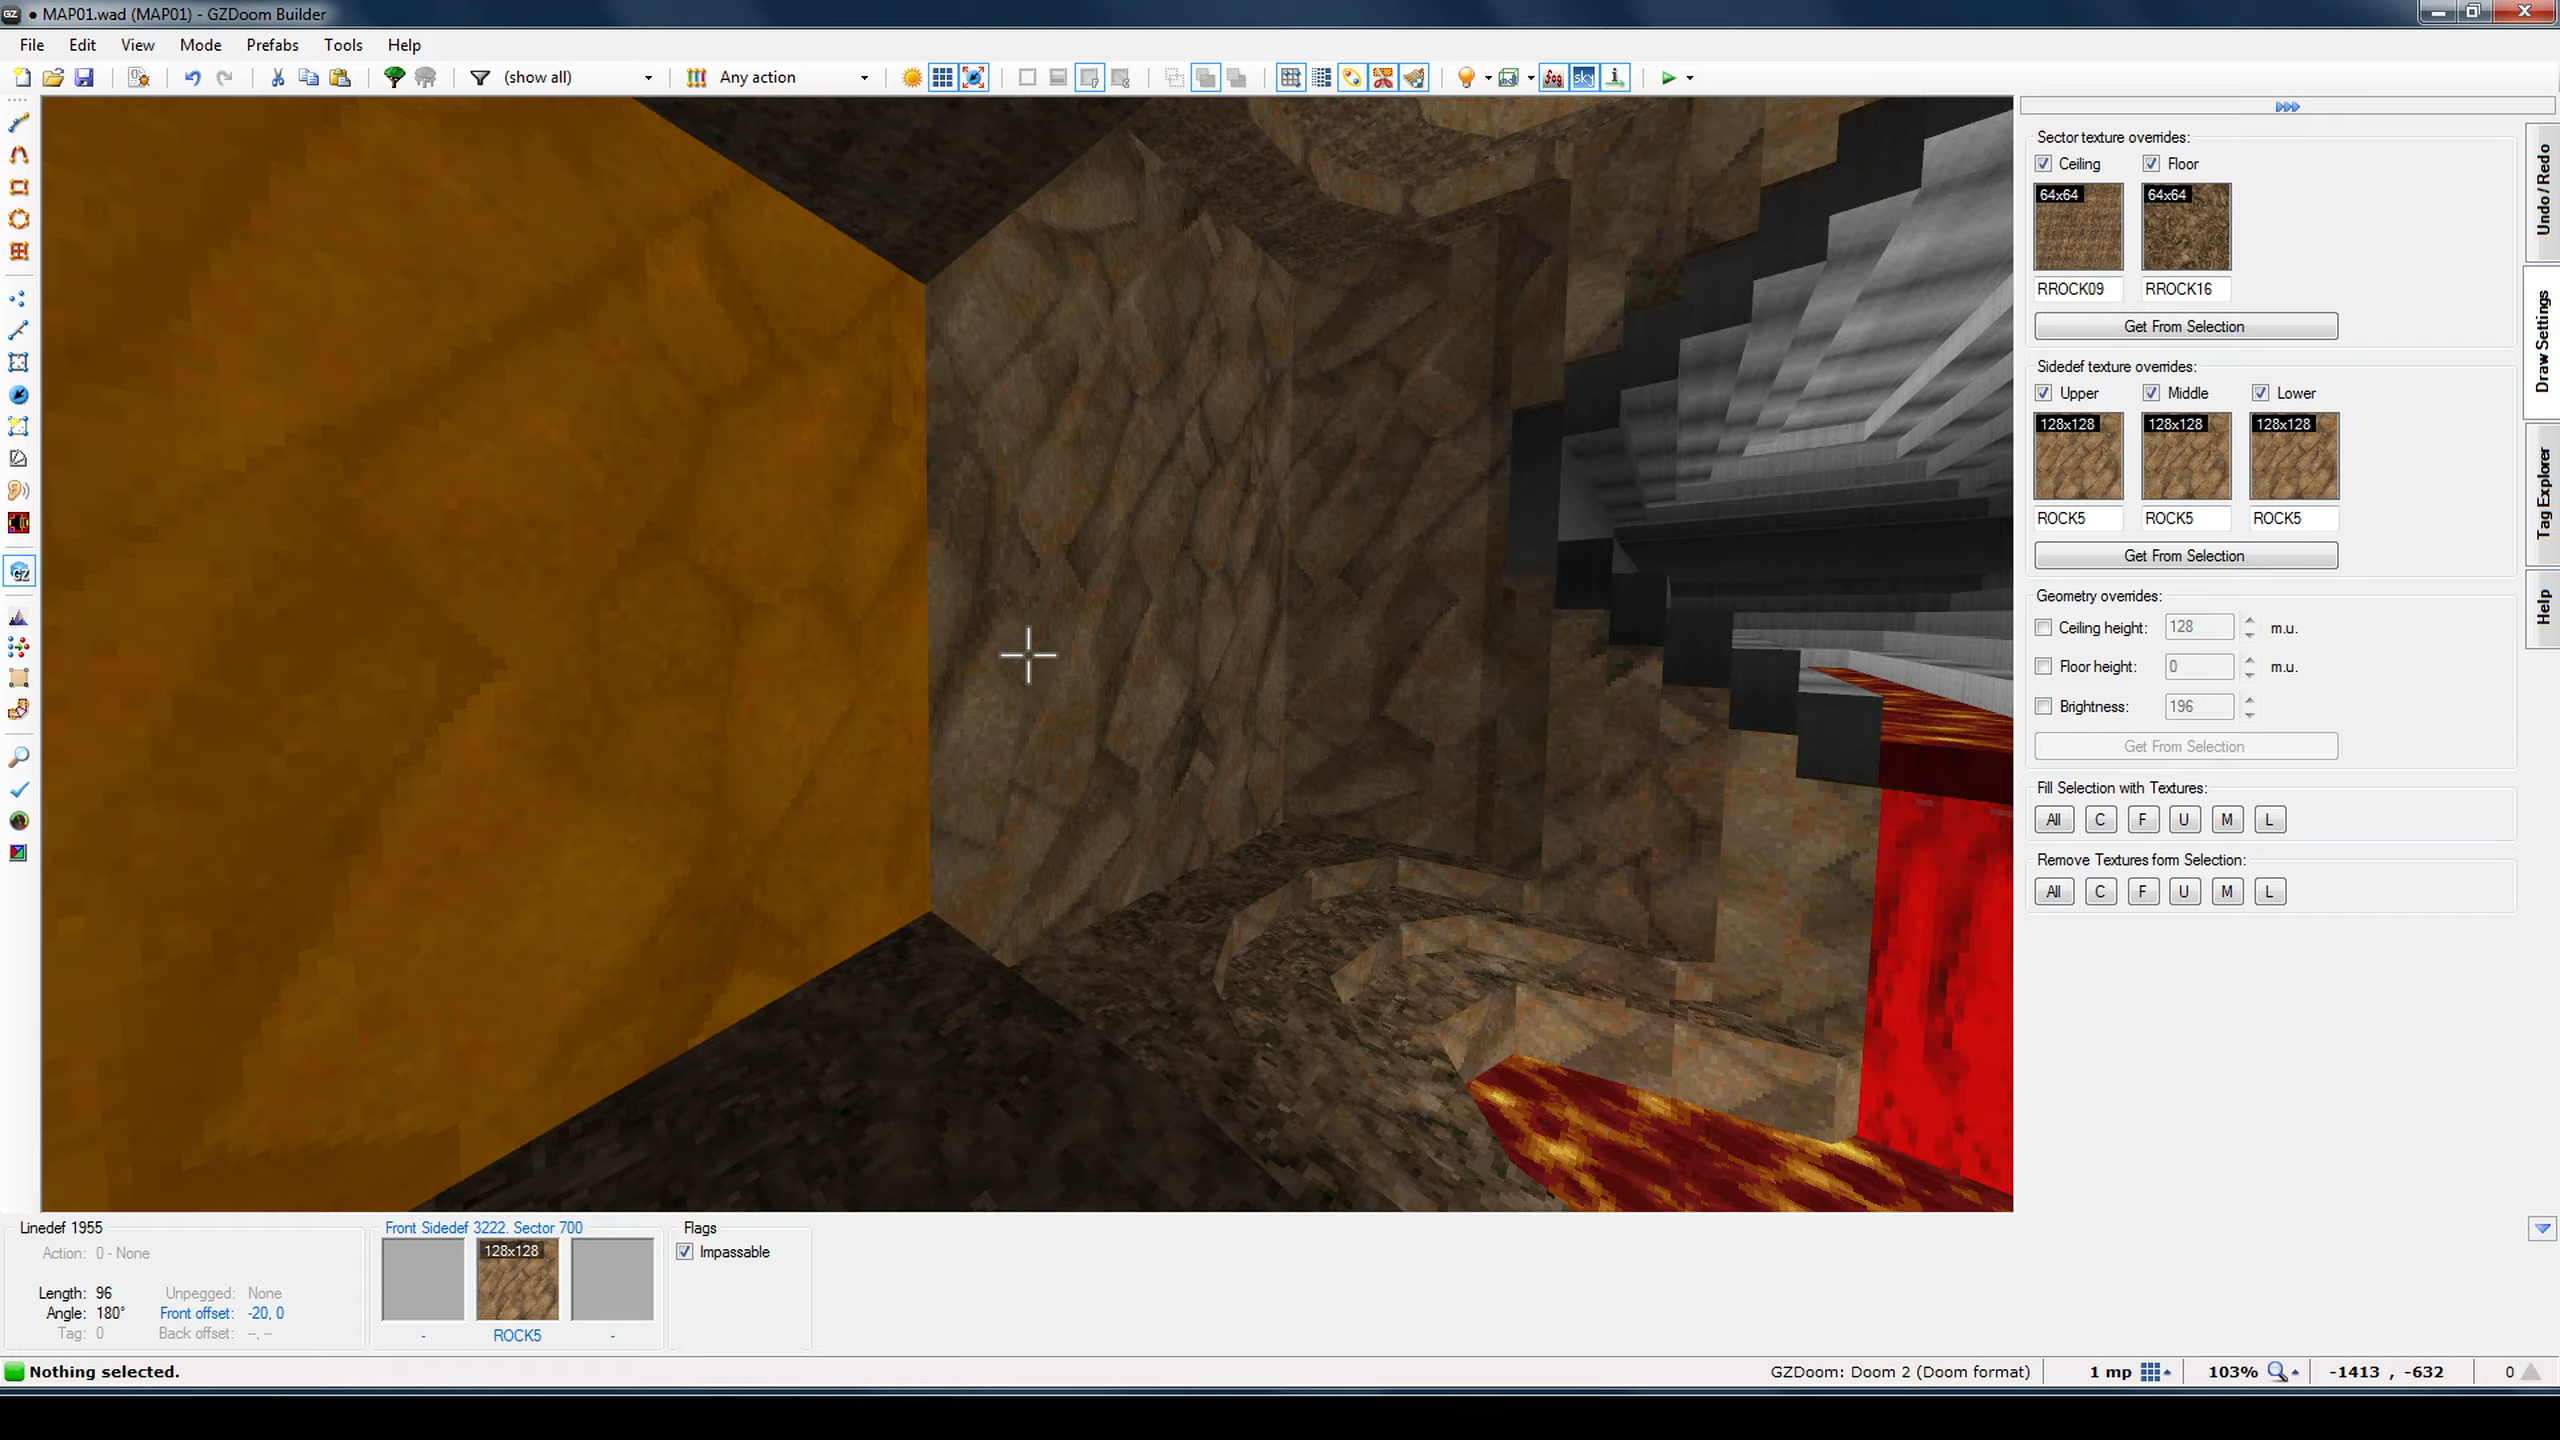 GZ • MAP01.wad (MAP01) - GZDoom Builder
File Edit View Mode Prefabs Tools Help
(show all) Any action fog sky
Sector texture overrides:
Ceiling Floor
64x64 64x64
RROCK09 RROCK16
Get From Selection
Sidedef texture overrides:
Upper Middle Lower
128x128 128x128 128x128
ROCK5 ROCK5 ROCK5
Get From Selection
Geometry overrides:
Ceiling height: 128 m.u.
Floor height: 0 m.u.
Brightness: 196
Get From Selection
Fill Selection with Textures:
All C F U M L
Remove Textures form Selection:
All C F U M L
Undo / Redo
Draw Settings
Tag Explorer
Help
GZ
Linedef 1955
Action: 0 - None
Length: 96 Unpegged: None
Angle: 180° Front offset: -20, 0
Tag: 0 Back offset: --, --
Front Sidedef 3222. Sector 700
128x128
- ROCK5 -
Flags
Impassable
Nothing selected. GZDoom: Doom 2 (Doom format) 1 mp 103% -1413 , -632 0